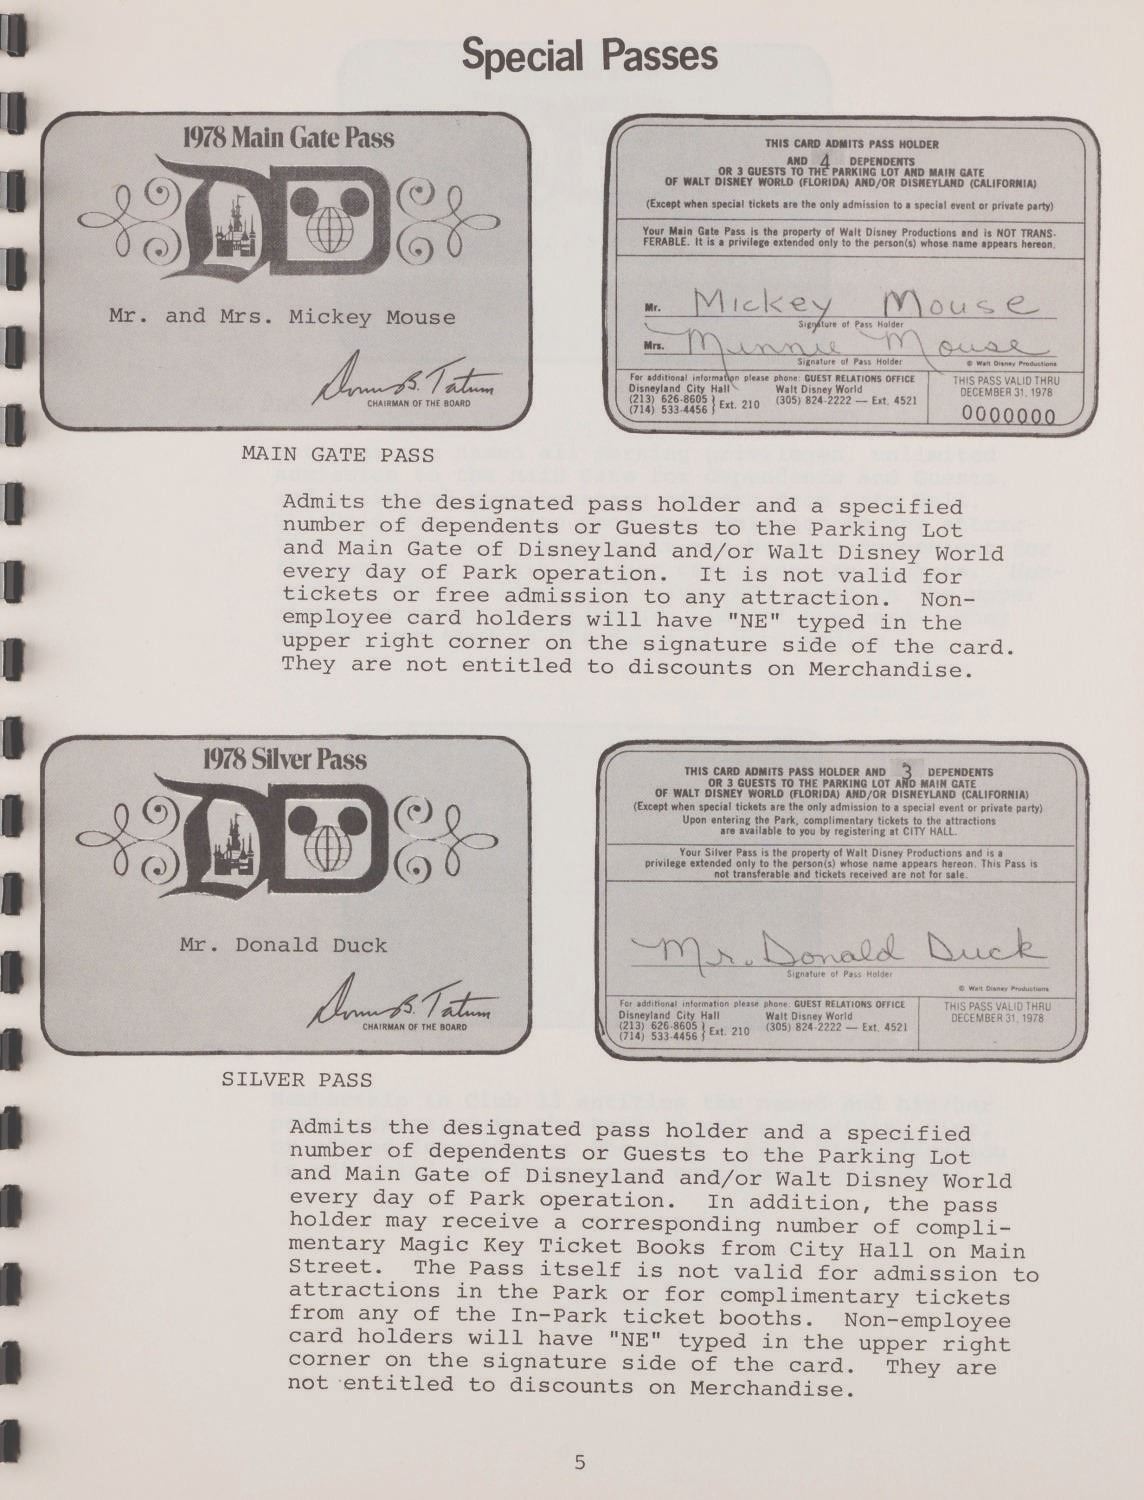 Special Passes
1978 Main Gate Pass
Mr. and Mrs. Mickey Mouse
Donn B. Tatum
CHAIRMAN OF THE BOARD
THIS CARD ADMITS PASS HOLDER
AND 4 DEPENDENTS
OR 3 GUESTS TO THE PARKING LOT AND MAIN GATE
OF WALT DISNEY WORLD (FLORIDA) AND/OR DISNEYLAND (CALIFORNIA)
(Except when special tickets are the only admission to a special event or private party)
Your Main Gate Pass is the property of Walt Disney Productions and is NOT TRANS-
FERABLE. It is a privilege extended only to the person(s) whose name appears hereon.
Mr. Mickey Mouse
Signature of Pass Holder
Mrs. Minnie Mouse
Signature of Pass Holder
© Walt Disney Productions
For additional information please phone: GUEST RELATIONS OFFICE
Disneyland City Hall Walt Disney World
(213) 626-8605 } Ext. 210 (305) 824-2222 — Ext. 4521
(714) 533-4456
THIS PASS VALID THRU
DECEMBER 31, 1978
0000000
MAIN GATE PASS
Admits the designated pass holder and a specified
number of dependents or Guests to the Parking Lot
and Main Gate of Disneyland and/or Walt Disney World
every day of Park operation. It is not valid for
tickets or free admission to any attraction. Non-
employee card holders will have "NE" typed in the
upper right corner on the signature side of the card.
They are not entitled to discounts on Merchandise.
1978 Silver Pass
Mr. Donald Duck
Donn B. Tatum
CHAIRMAN OF THE BOARD
THIS CARD ADMITS PASS HOLDER AND 3 DEPENDENTS
OR 3 GUESTS TO THE PARKING LOT AND MAIN GATE
OF WALT DISNEY WORLD (FLORIDA) AND/OR DISNEYLAND (CALIFORNIA)
(Except when special tickets are the only admission to a special event or private party)
Upon entering the Park, complimentary tickets to the attractions
are available to you by registering at CITY HALL.
Your Silver Pass is the property of Walt Disney Productions and is a
privilege extended only to the person(s) whose name appears hereon. This Pass is
not transferable and tickets received are not for sale.
Mr. Donald Duck
Signature of Pass Holder
© Walt Disney Productions
For additional information please phone: GUEST RELATIONS OFFICE
Disneyland City Hall Walt Disney World
(213) 626-8605 } Ext. 210 (305) 824-2222 — Ext. 4521
(714) 533-4456
THIS PASS VALID THRU
DECEMBER 31, 1978
SILVER PASS
Admits the designated pass holder and a specified
number of dependents or Guests to the Parking Lot
and Main Gate of Disneyland and/or Walt Disney World
every day of Park operation. In addition, the pass
holder may receive a corresponding number of compli-
mentary Magic Key Ticket Books from City Hall on Main
Street. The Pass itself is not valid for admission to
attractions in the Park or for complimentary tickets
from any of the In-Park ticket booths. Non-employee
card holders will have "NE" typed in the upper right
corner on the signature side of the card. They are
not entitled to discounts on Merchandise.
5